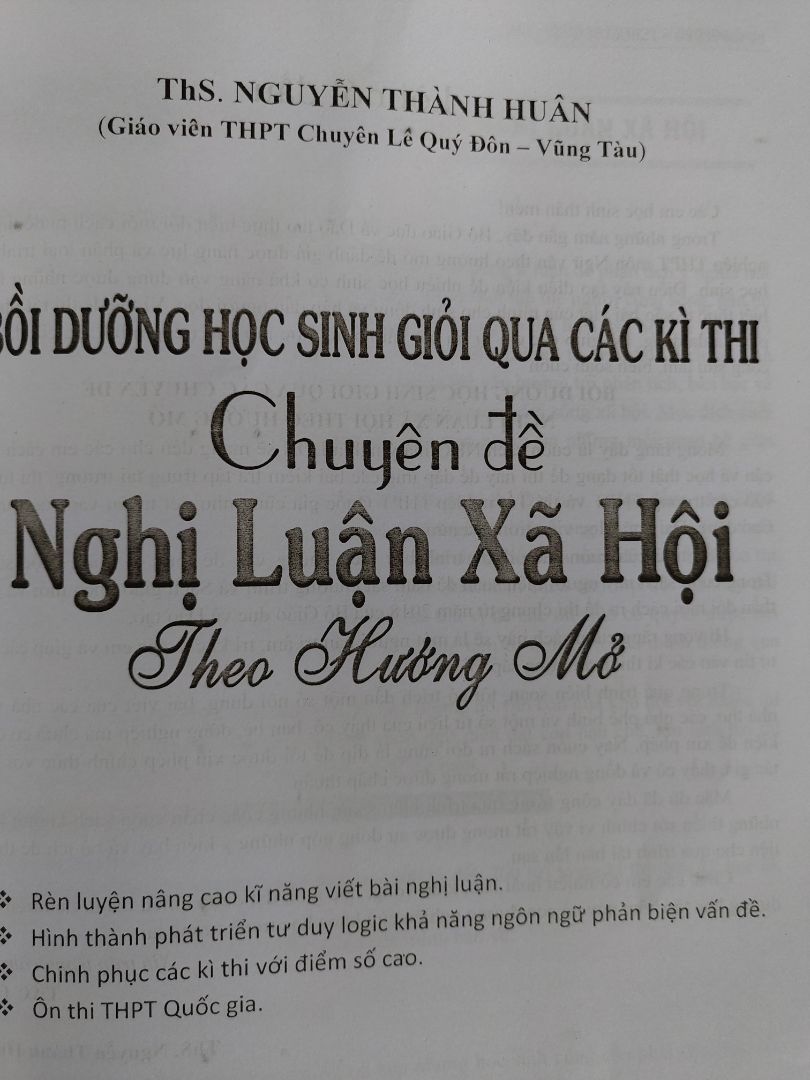 ThS. NGUYỄN THÀNH HUÂN
(Giáo viên THPT Chuyên Lê Quý Đôn – Vũng Tàu)
BỒI DƯỠNG HỌC SINH GIỎI QUA CÁC KÌ THI
Chuyên đề
Nghị Luận Xã Hội
Theo Hướng Mở
❖ Rèn luyện nâng cao kĩ năng viết bài nghị luận.
❖ Hình thành phát triển tư duy logic khả năng ngôn ngữ phản biện vấn đề.
❖ Chinh phục các kì thi với điểm số cao.
❖ Ôn thi THPT Quốc gia.